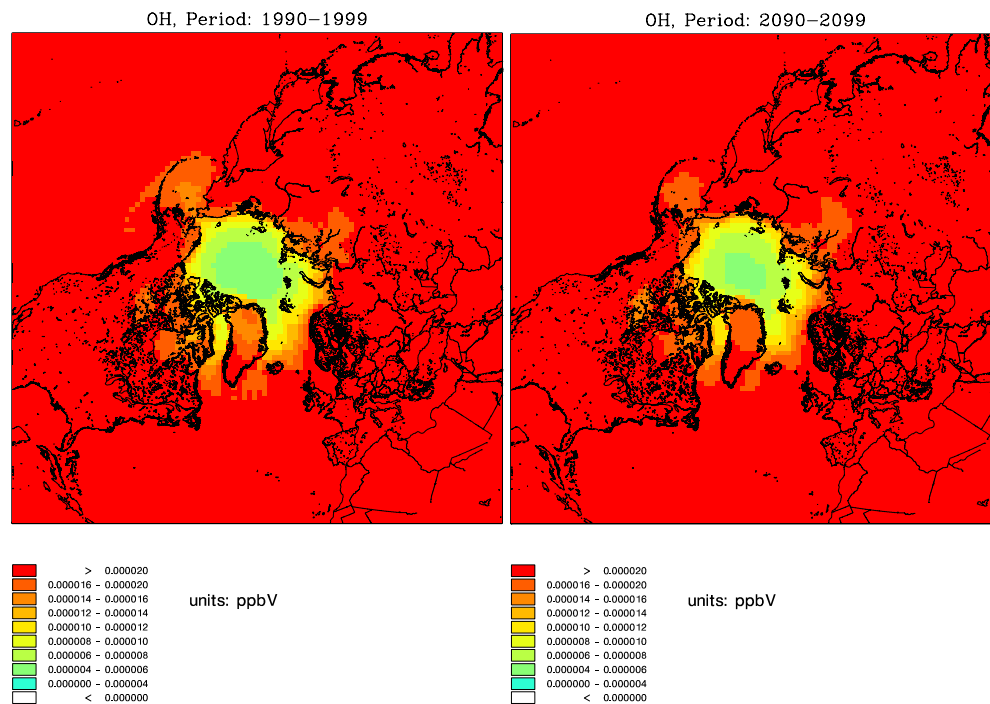 OH, Period: 1990-1999
> 0.000020
0.000016 - 0.000020
0.000014 - 0.000016
0.000012 - 0.000014
0.000010 - 0.000012
0.000008 - 0.000010
0.000006 - 0.000008
0.000004 - 0.000006
0.000000 - 0.000004
< 0.000000
units: ppbV
OH, Period: 2090-2099
> 0.000020
0.000016 - 0.000020
0.000014 - 0.000016
0.000012 - 0.000014
0.000010 - 0.000012
0.000008 - 0.000010
0.000006 - 0.000008
0.000004 - 0.000006
0.000000 - 0.000004
< 0.000000
units: ppbV